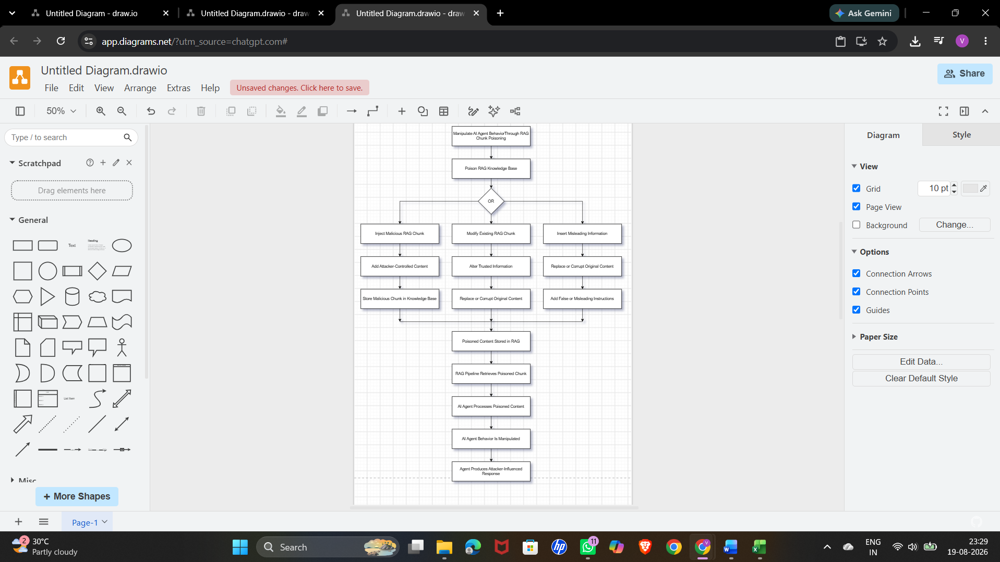 Untitled Diagram - draw.io
Untitled Diagram.drawio - draw
Untitled Diagram.drawio - draw
Ask Gemini
app.diagrams.net/?utm_source=chatgpt.com#
V
Untitled Diagram.drawio
File Edit View Arrange Extras Help
Unsaved changes. Click here to save.
Share
50%
Type / to search
Scratchpad
Drag elements here
General
Text
Heading
List Item
Misc
+ More Shapes
Manipulate AI Agent BehaviorThrough RAG
Chunk Poisoning
Poison RAG Knowledge Base
OR
Inject Malicious RAG Chunk
Modify Existing RAG Chunk
Insert Misleading Information
Add Attacker-Controlled Content
Alter Trusted Information
Replace or Corrupt Original Content
Store Malicious Chunk in Knowledge Base
Replace or Corrupt Original Content
Add False or Misleading Instructions
Poisoned Content Stored in RAG
RAG Pipeline Retrieves Poisoned Chunk
AI Agent Processes Poisoned Content
AI Agent Behavior Is Manipulated
Agent Produces Attacker-Influenced
Response
Diagram
Style
View
Grid
10 pt
Page View
Background
Change...
Options
Connection Arrows
Connection Points
Guides
Paper Size
Edit Data...
Clear Default Style
Page-1
2
30°C
Partly cloudy
Search
11
ENG
IN
23:29
19-08-2026